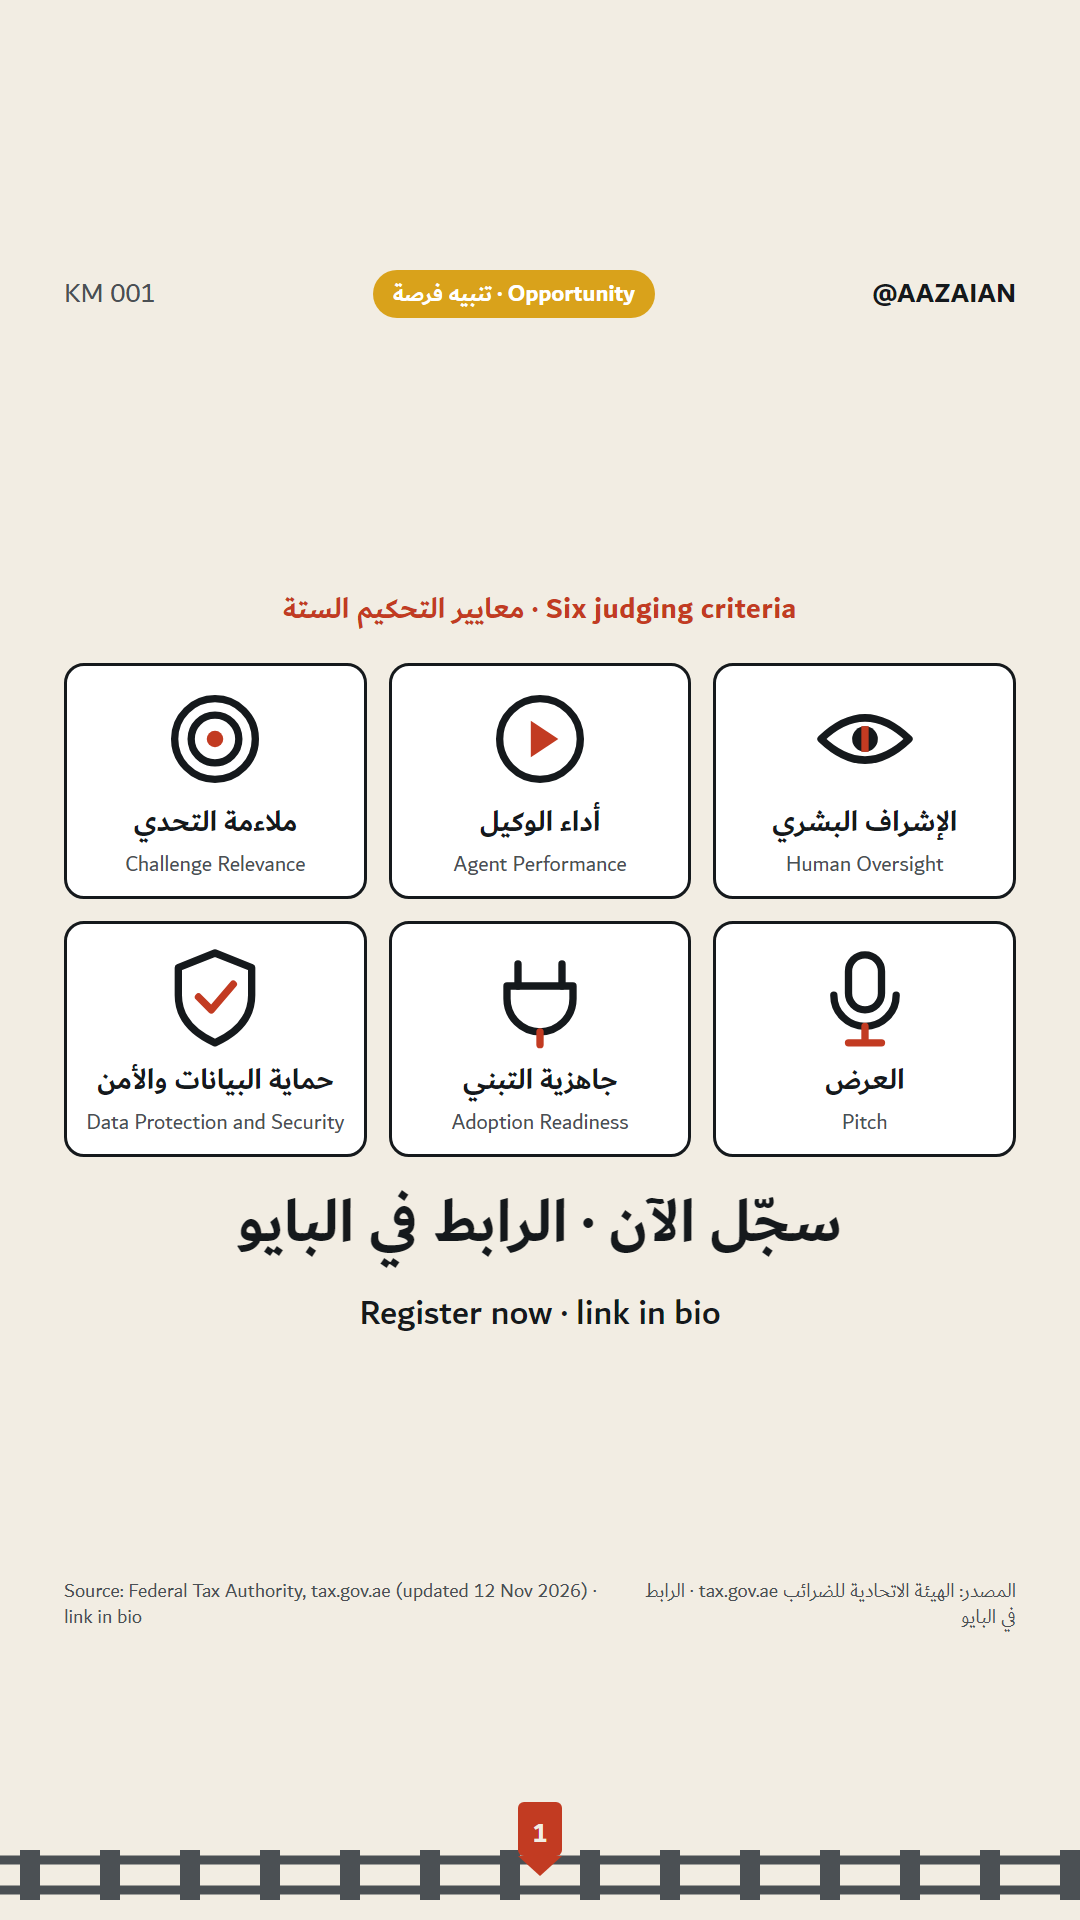 KM 001
تنبيه فرصة · Opportunity
@AAZAIAN
معايير التحكيم الستة · Six judging criteria
ملاءمة التحدي
Challenge Relevance
أداء الوكيل
Agent Performance
الإشراف البشري
Human Oversight
حماية البيانات والأمن
Data Protection and Security
جاهزية التبني
Adoption Readiness
العرض
Pitch
سجّل الآن · الرابط في البايو
Register now · link in bio
Source: Federal Tax Authority, tax.gov.ae (updated 12 Nov 2026) ·
link in bio
المصدر: الهيئة الاتحادية للضرائب tax.gov.ae · الرابط
في البايو
1